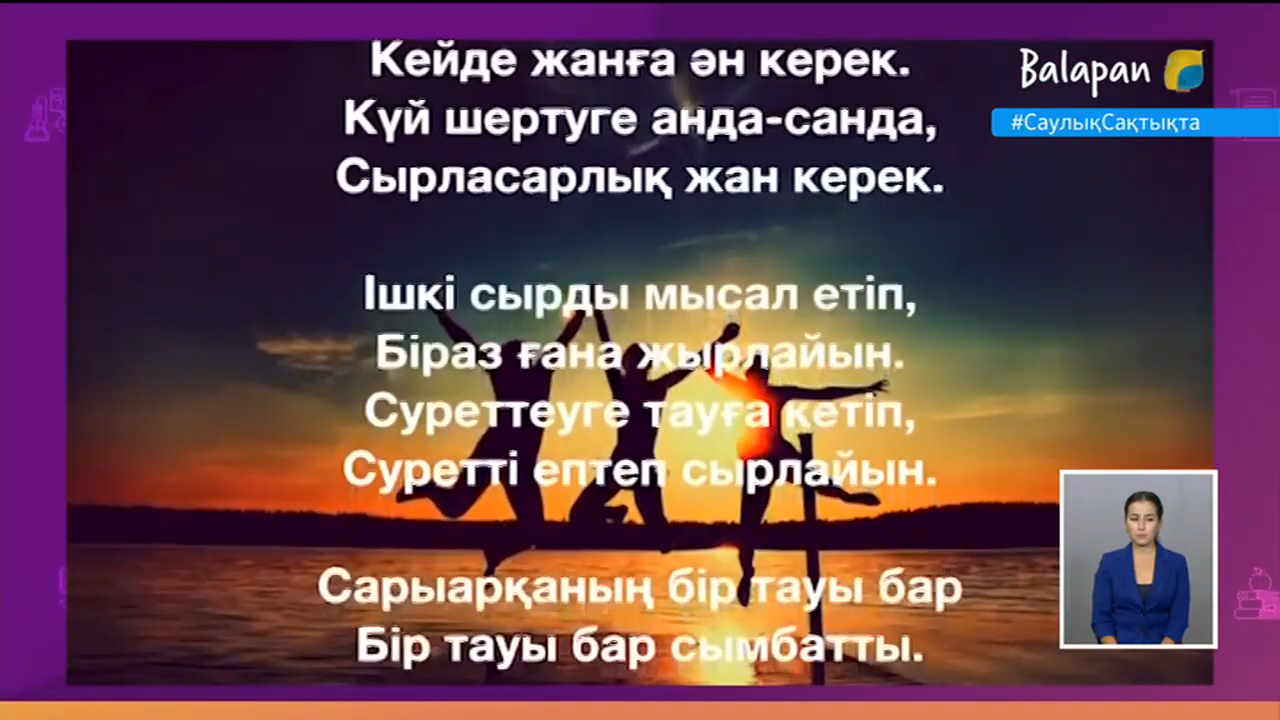 Кейде жанға ән керек.
Күй шертуге анда-санда,
Сырласарлық жан керек.
Ішкі сырды мысал етіп,
Біраз ғана жырлайын.
Суреттеуге тауға кетіп,
Суретті ептеп сырлайын.
Сарыарқаның бір тауы бар
Бір тауы бар сымбатты.
Balapan
#СаулықСақтықта